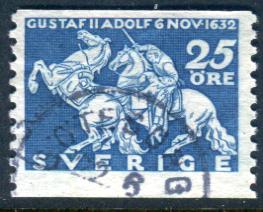 GUSTAF II ADOLF 6 NOV·1632
25
ÖRE
SVERIGE